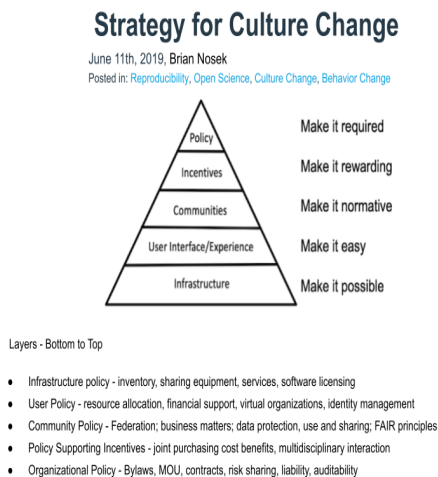 Strategy for Culture Change
June 11th, 2019, Brian Nosek
Posted in: Reproducibility, Open Science, Culture Change, Behavior Change
Policy Make it required
Incentives Make it rewarding
Communities Make it normative
User Interface/Experience Make it easy
Infrastructure Make it possible
Layers - Bottom to Top
• Infrastructure policy - inventory, sharing equipment, services, software licensing
• User Policy - resource allocation, financial support, virtual organizations, identity management
• Community Policy - Federation; business matters; data protection, use and sharing; FAIR principles
• Policy Supporting Incentives - joint purchasing cost benefits, multidisciplinary interaction
• Organizational Policy - Bylaws, MOU, contracts, risk sharing, liability, auditability